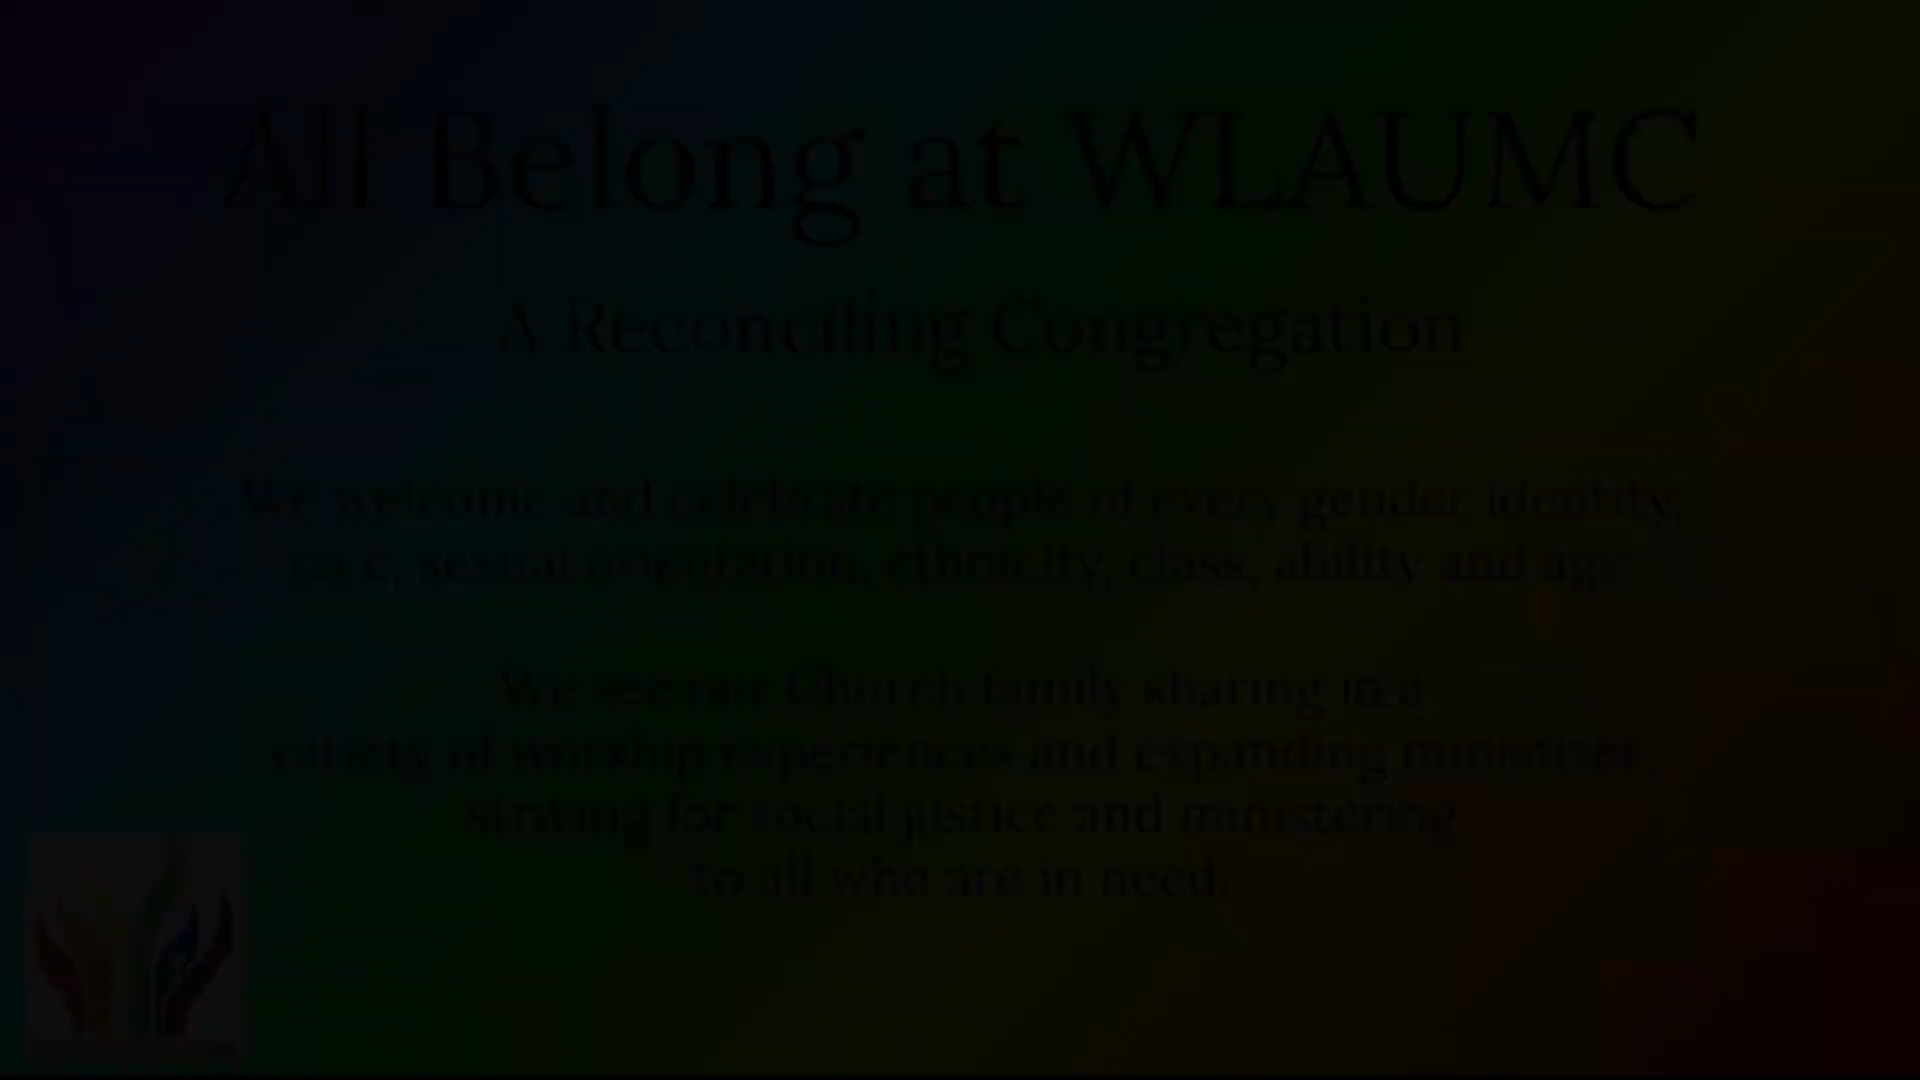 All Belong at WLAUMC
A Reconciling Congregation
We welcome and celebrate people of every gender identity,
race, sexual orientation, ethnicity, class, ability and age.
We see our Church family sharing in a
variety of worship experiences and expanding ministries,
striving for social justice and ministering
to all who are in need.